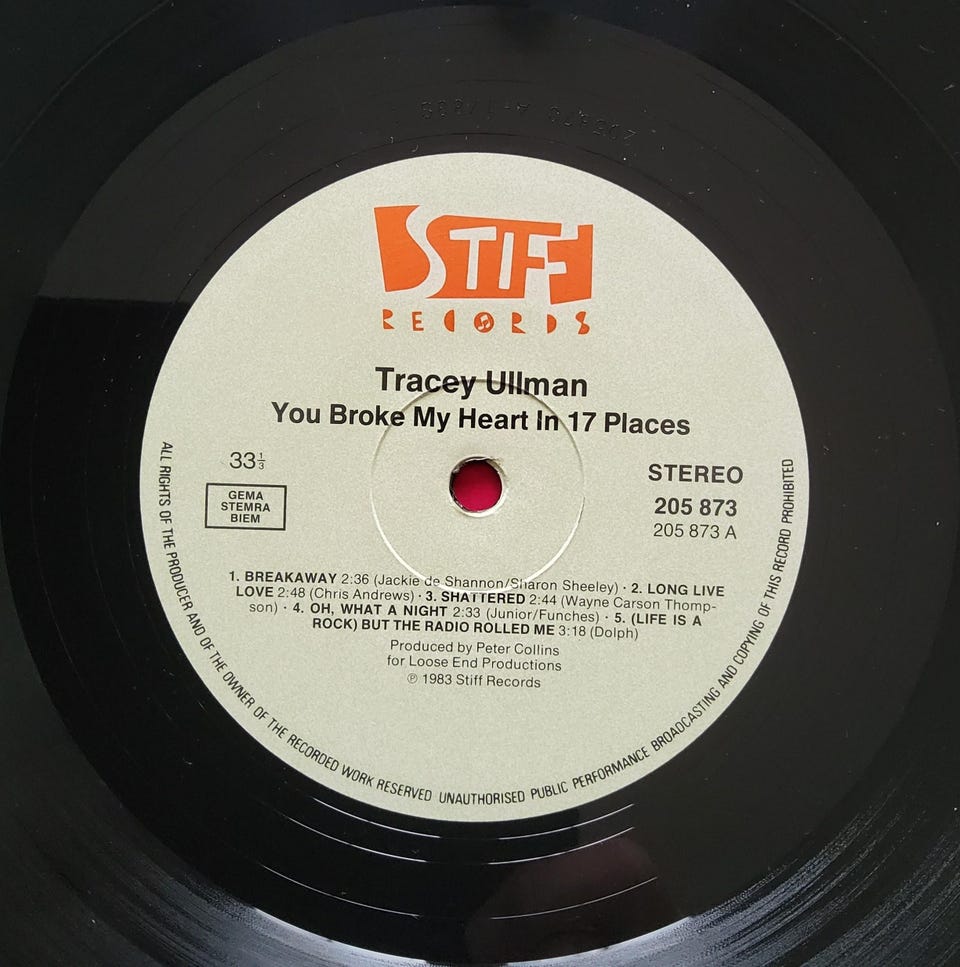 STIFF
RECORDS
Tracey Ullman
You Broke My Heart In 17 Places
33⅓
GEMA
STEMRA
BIEM
STEREO
205 873
205 873 A
1. BREAKAWAY 2:36 (Jackie de Shannon/Sharon Sheeley) · 2. LONG LIVE
LOVE 2:48 (Chris Andrews) · 3. SHATTERED 2:44 (Wayne Carson Thomp-
son) · 4. OH, WHAT A NIGHT 2:33 (Junior/Funches) · 5. (LIFE IS A
ROCK) BUT THE RADIO ROLLED ME 3:18 (Dolph)
Produced by Peter Collins
for Loose End Productions
℗ 1983 Stiff Records
ALL RIGHTS OF THE PRODUCER AND OF THE OWNER OF THE RECORDED WORK RESERVED UNAUTHORISED PUBLIC PERFORMANCE BROADCASTING AND COPYING OF THIS RECORD PROHIBITED